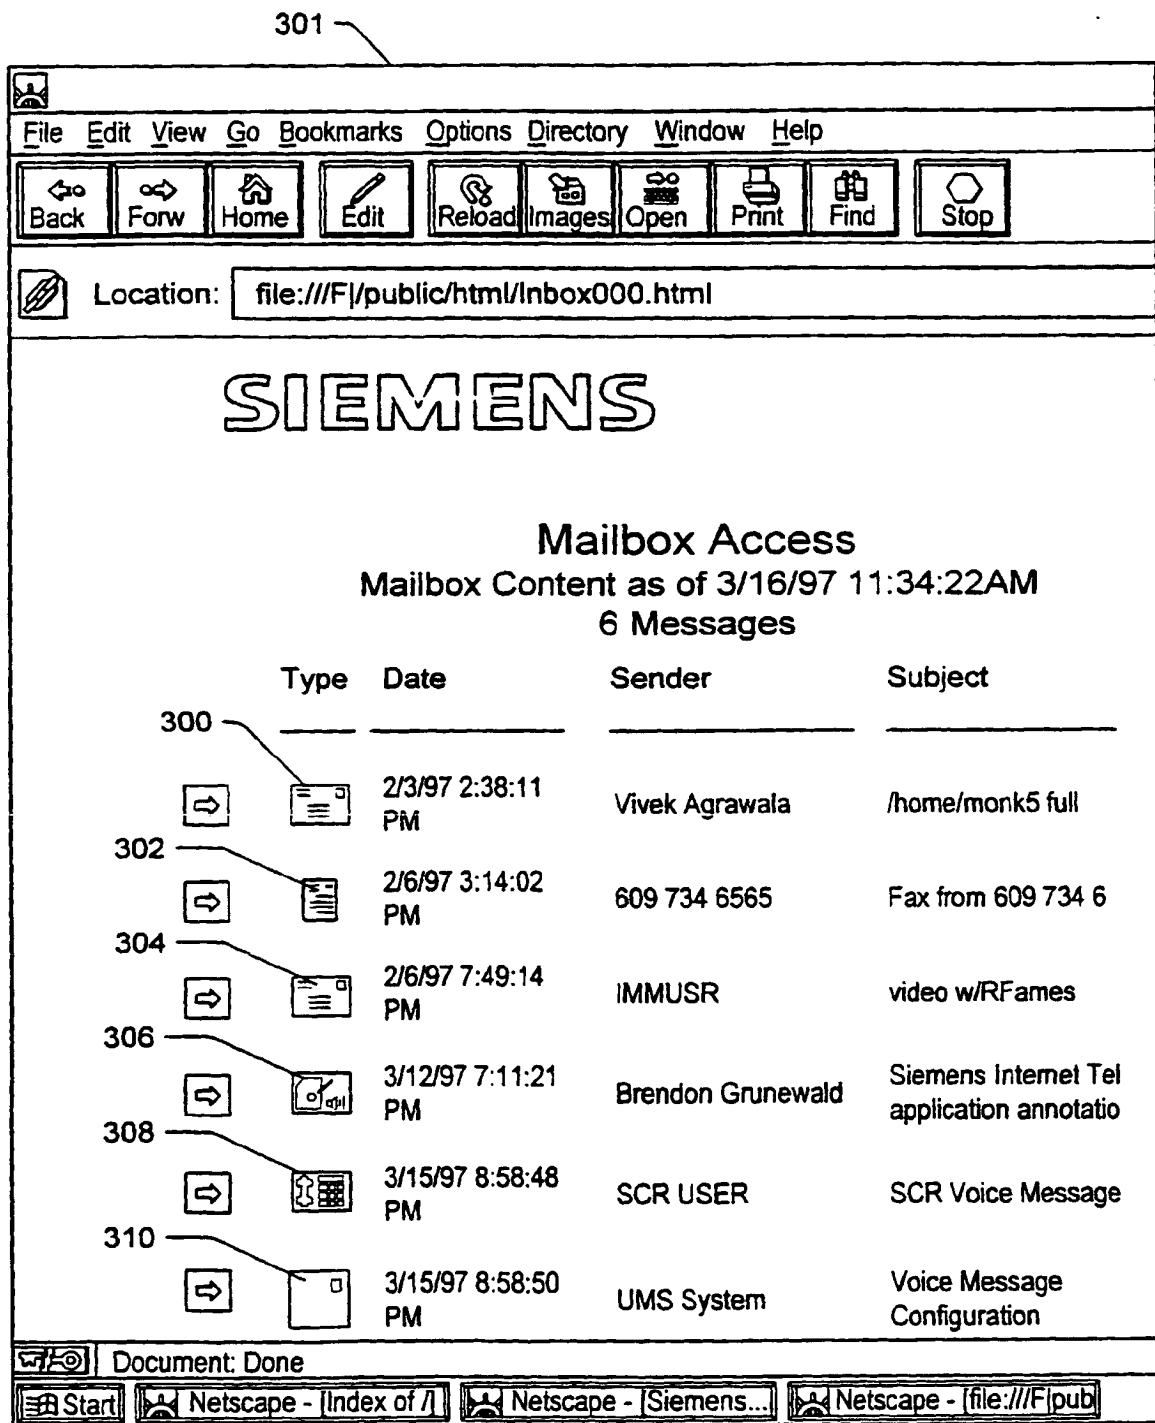 301
File Edit View Go Bookmarks Options Directory Window Help
Back Forw Home Edit Reload Images Open Print Find Stop
Location: file:///F|/public/html/Inbox000.html
SIEMENS
Mailbox Access
Mailbox Content as of 3/16/97 11:34:22AM
6 Messages
Type Date Sender Subject
300
2/3/97 2:38:11 PM Vivek Agrawala /home/monk5 full
302
2/6/97 3:14:02 PM 609 734 6565 Fax from 609 734 6
304
2/6/97 7:49:14 PM IMMUSR video w/RFames
306
3/12/97 7:11:21 PM Brendon Grunewald Siemens Internet Tel application annotatio
308
3/15/97 8:58:48 PM SCR USER SCR Voice Message
310
3/15/97 8:58:50 PM UMS System Voice Message Configuration
Document: Done
Start Netscape - [Index of /] Netscape - [Siemens...] Netscape - [file:///F|pub